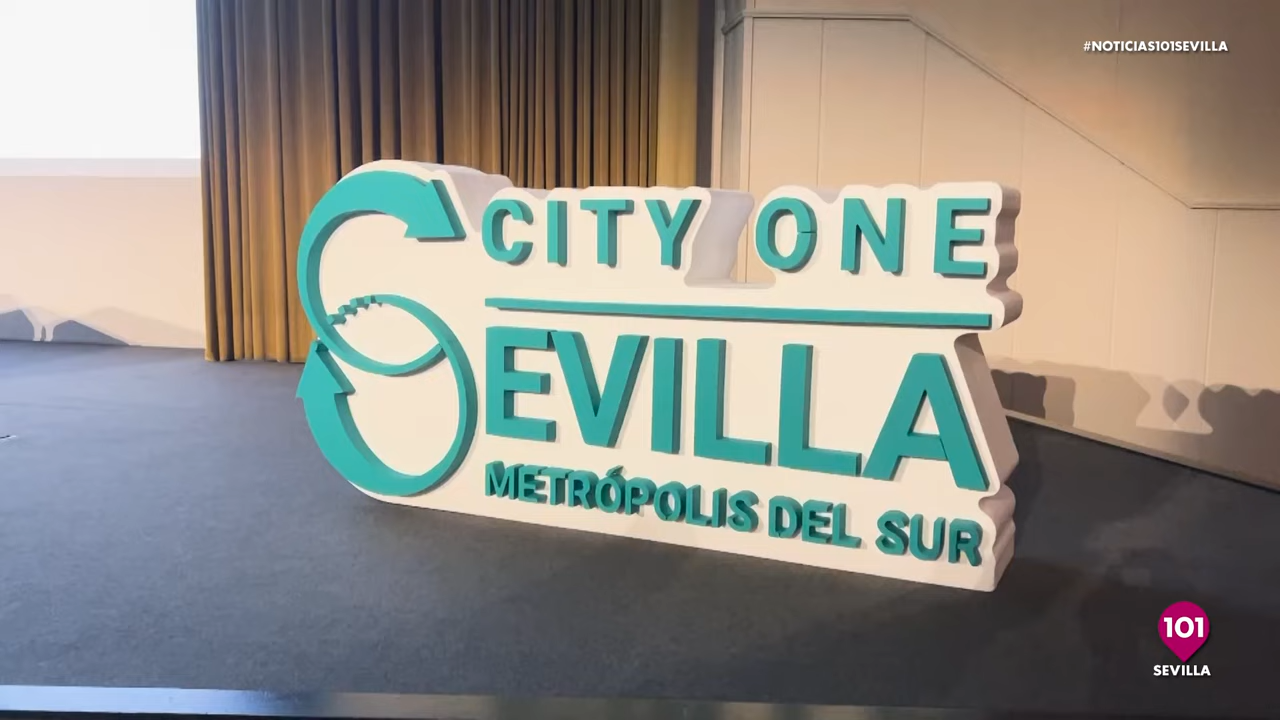 #NOTICIAS101SEVILLA
CITY ONE
SEVILLA
METRÓPOLIS DEL SUR
101
SEVILLA